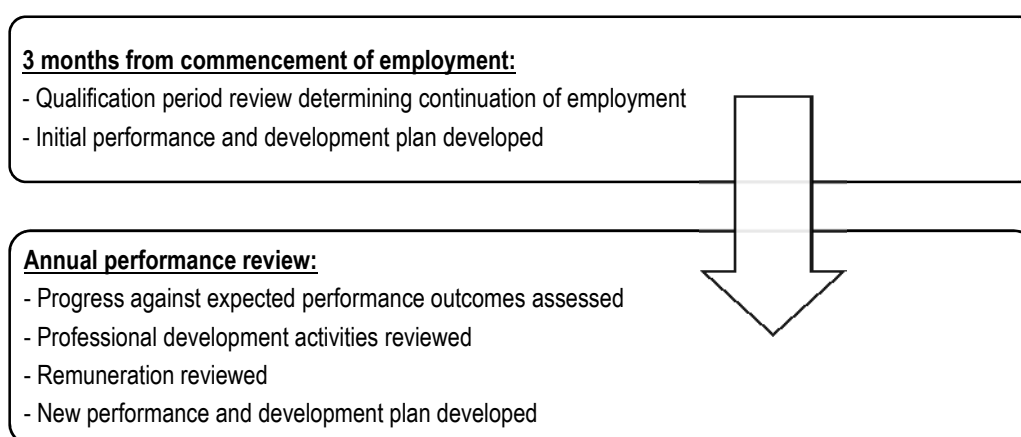 3 months from commencement of employment:
- Qualification period review determining continuation of employment
- Initial performance and development plan developed
Annual performance review:
- Progress against expected performance outcomes assessed
- Professional development activities reviewed
- Remuneration reviewed
- New performance and development plan developed